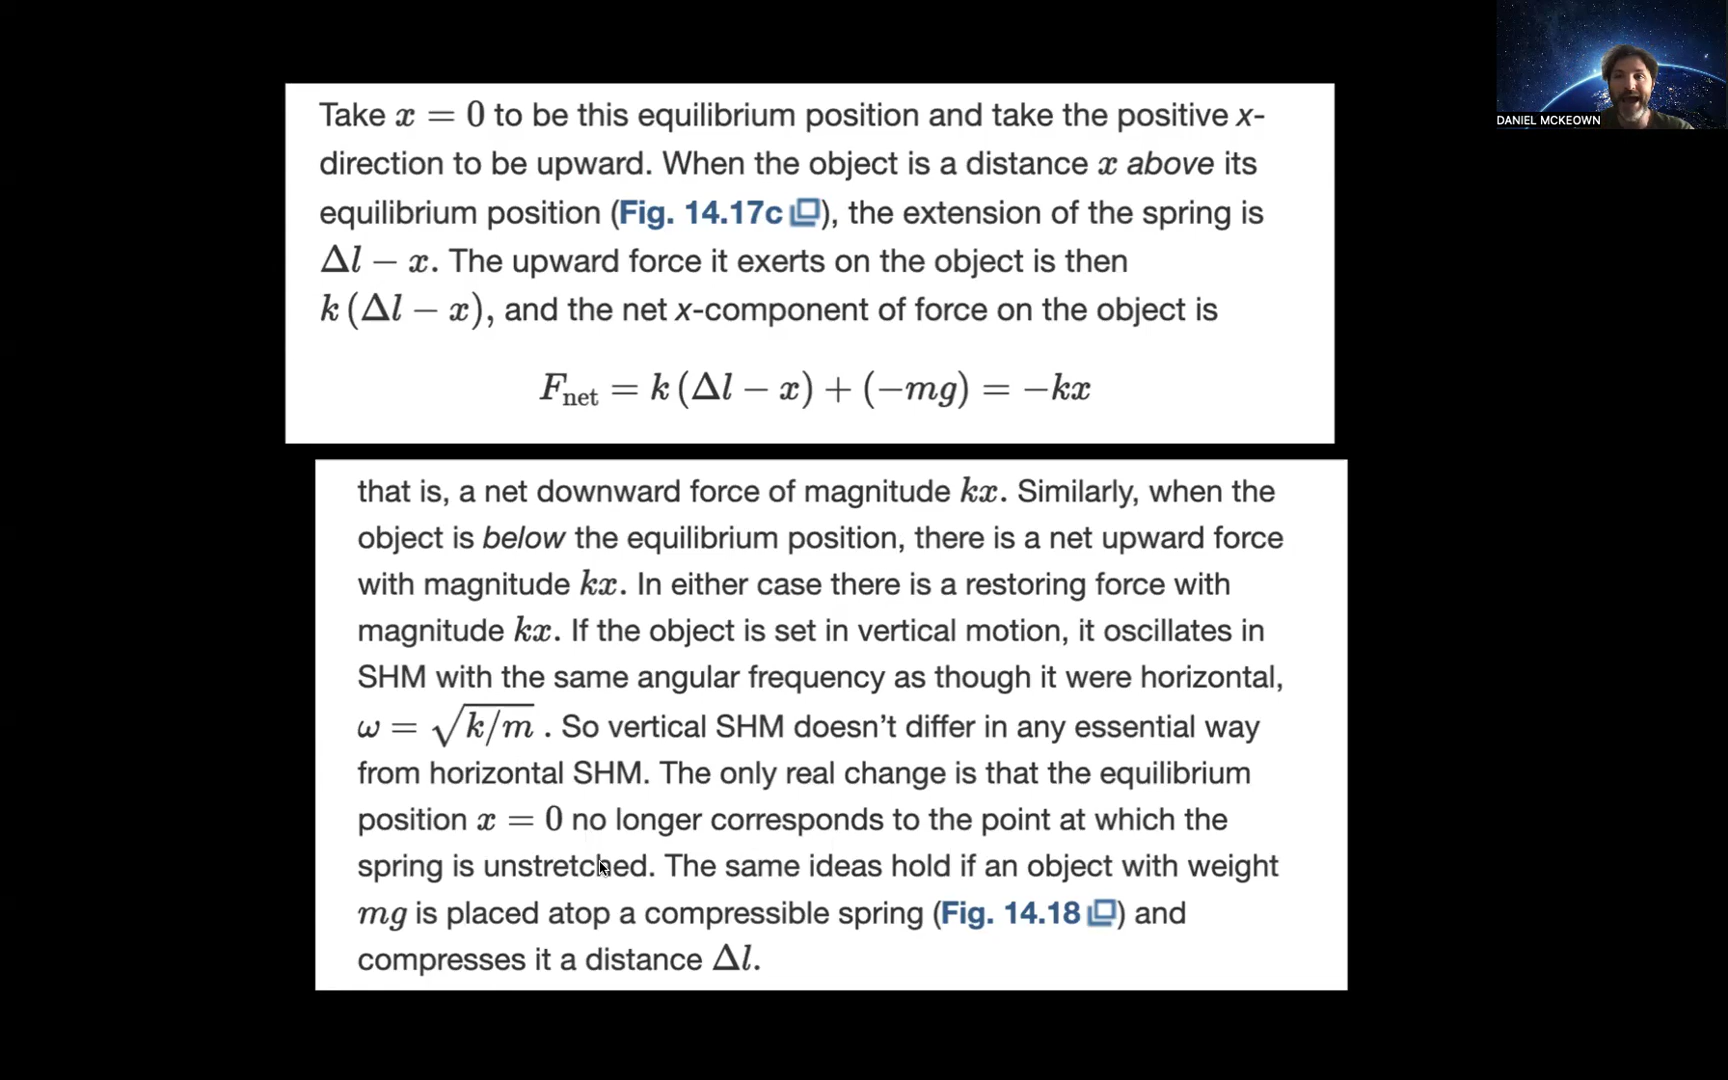 DANIEL MCKEOWN
Take x = 0 to be this equilibrium position and take the positive x-
direction to be upward. When the object is a distance x above its
equilibrium position (Fig. 14.17c), the extension of the spring is
Δl − x. The upward force it exerts on the object is then
k (Δl − x), and the net x-component of force on the object is
F_net = k (Δl − x) + (−mg) = −kx
that is, a net downward force of magnitude kx. Similarly, when the
object is below the equilibrium position, there is a net upward force
with magnitude kx. In either case there is a restoring force with
magnitude kx. If the object is set in vertical motion, it oscillates in
SHM with the same angular frequency as though it were horizontal,
ω = √k/m . So vertical SHM doesn’t differ in any essential way
from horizontal SHM. The only real change is that the equilibrium
position x = 0 no longer corresponds to the point at which the
spring is unstretched. The same ideas hold if an object with weight
mg is placed atop a compressible spring (Fig. 14.18) and
compresses it a distance Δl.